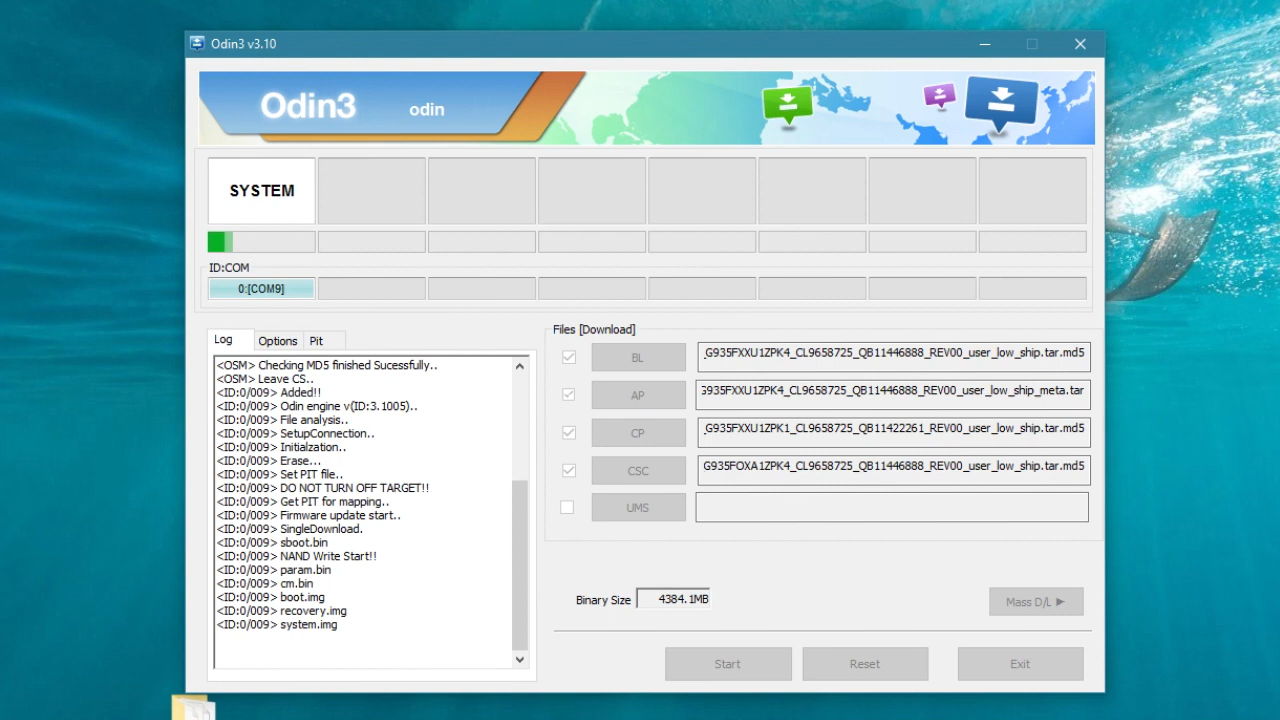 Odin3 v3.10
Odin3 odin
SYSTEM
ID:COM
0:[COM9]
Log Options Pit
<OSM> Checking MD5 finished Sucessfully..
<OSM> Leave CS..
<ID:0/009> Added!!
<ID:0/009> Odin engine v(ID:3.1005)..
<ID:0/009> File analysis..
<ID:0/009> SetupConnection..
<ID:0/009> Initialzation..
<ID:0/009> Erase...
<ID:0/009> Set PIT file..
<ID:0/009> DO NOT TURN OFF TARGET!!
<ID:0/009> Get PIT for mapping..
<ID:0/009> Firmware update start..
<ID:0/009> SingleDownload.
<ID:0/009> sboot.bin
<ID:0/009> NAND Write Start!!
<ID:0/009> param.bin
<ID:0/009> cm.bin
<ID:0/009> boot.img
<ID:0/009> recovery.img
<ID:0/009> system.img
Files [Download]
BL _G935FXXU1ZPK4_CL9658725_QB11446888_REV00_user_low_ship.tar.md5
AP G935FXXU1ZPK4_CL9658725_QB11446888_REV00_user_low_ship_meta.tar
CP _G935FXXU1ZPK1_CL9658725_QB11422261_REV00_user_low_ship.tar.md5
CSC G935FOXA1ZPK4_CL9658725_QB11446888_REV00_user_low_ship.tar.md5
UMS
Binary Size 4384.1MB
Mass D/L ►
Start Reset Exit